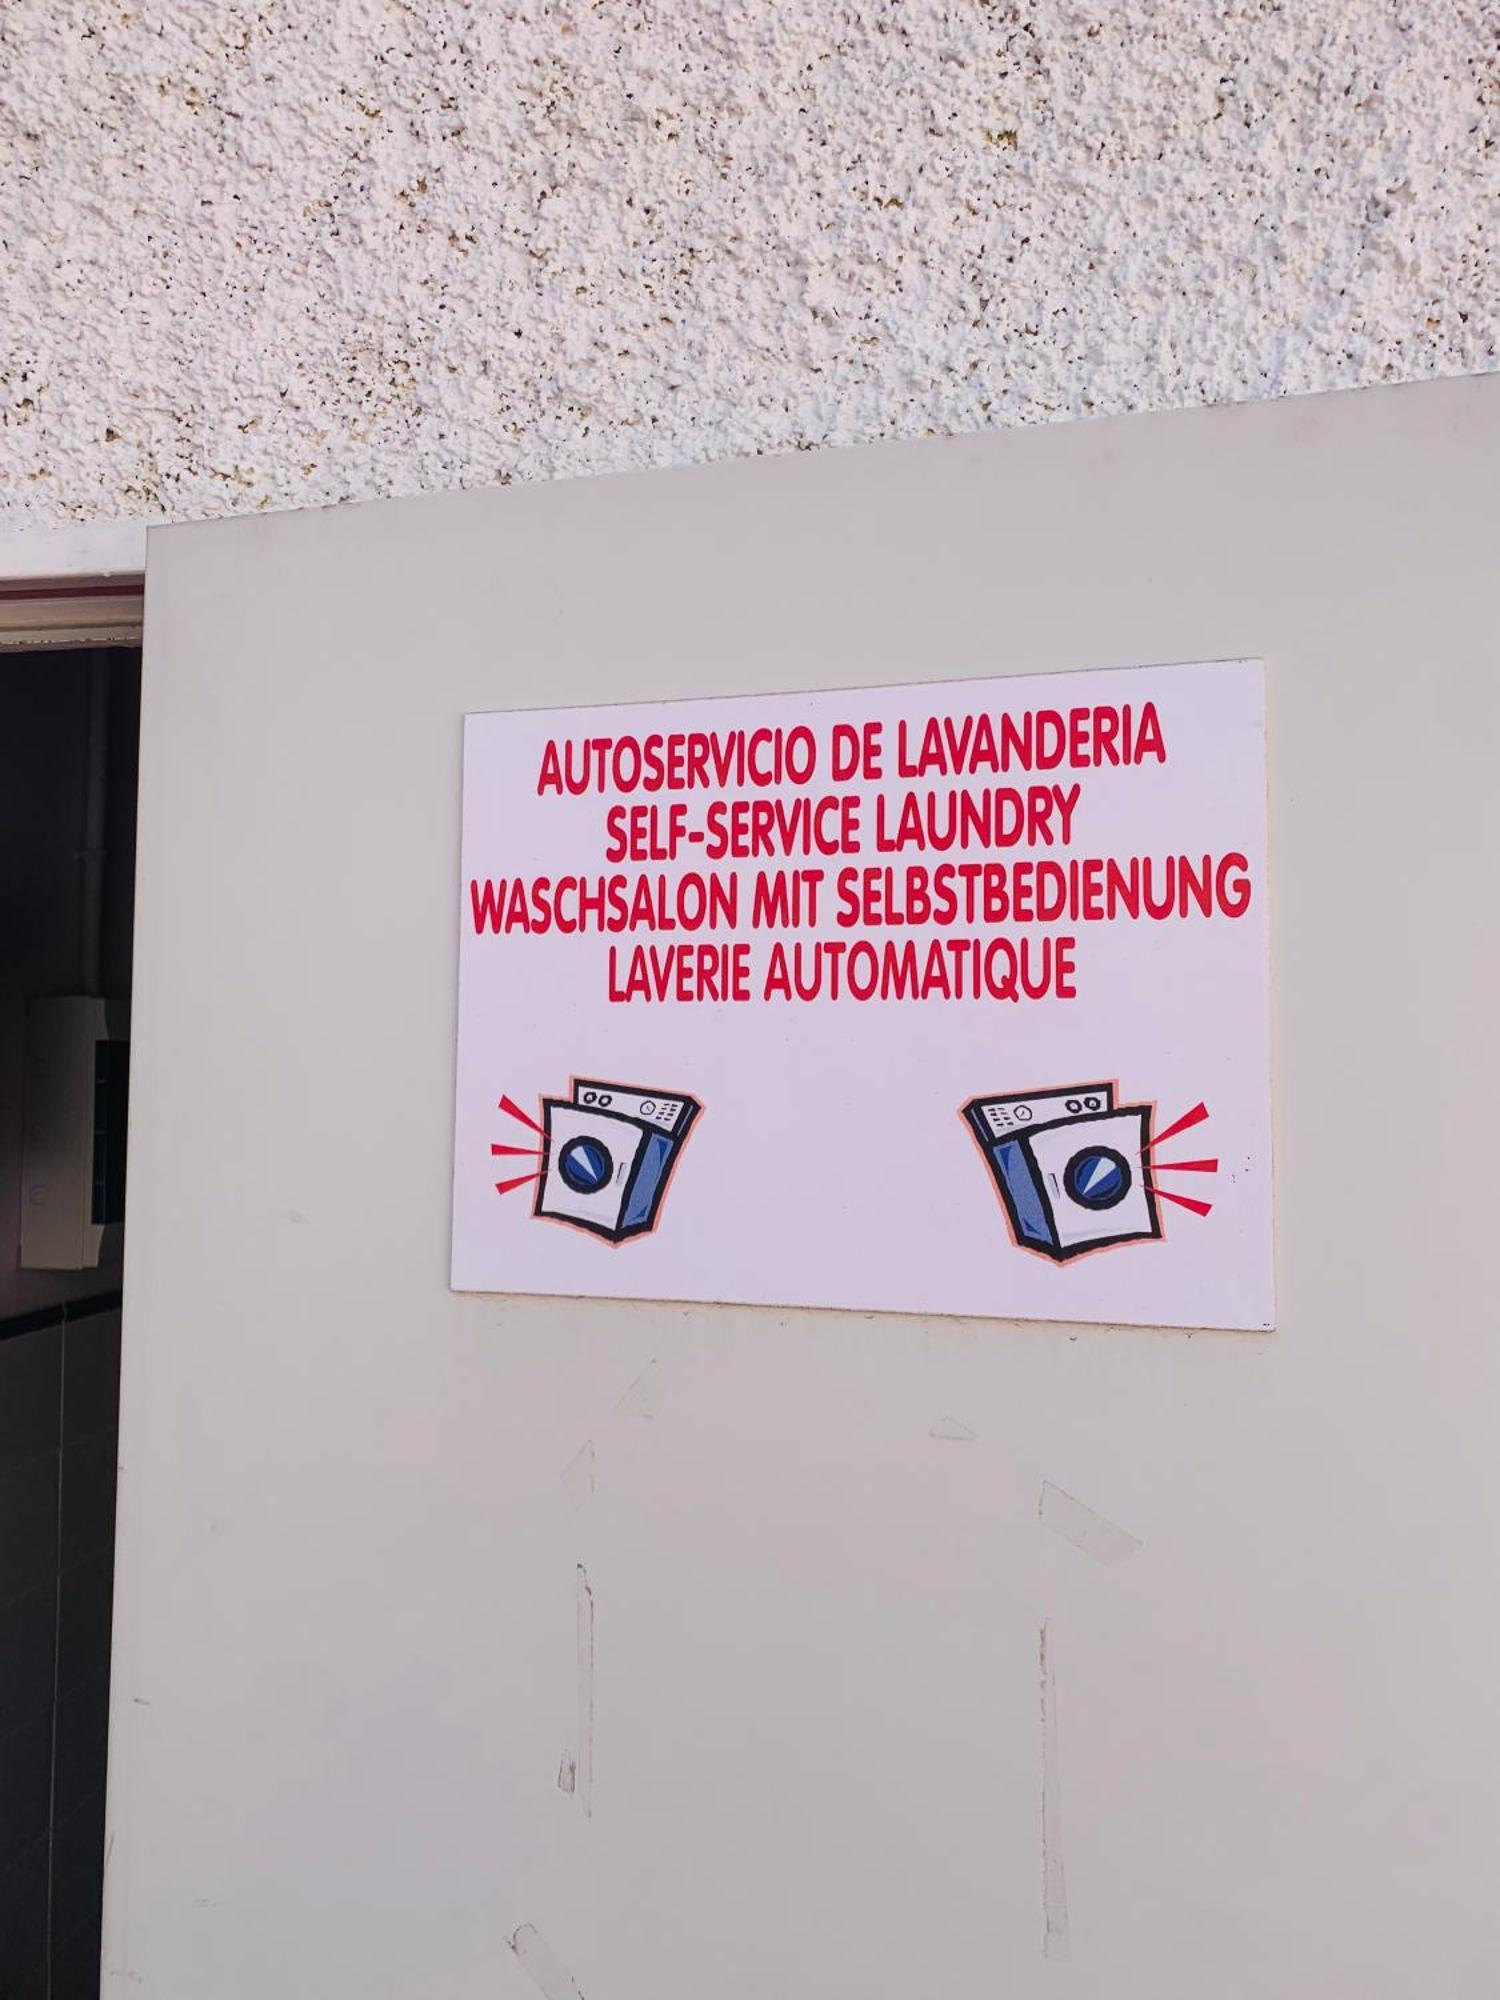 AUTOSERVICIO DE LAVANDERIA
SELF-SERVICE LAUNDRY
WASCHSALON MIT SELBSTBEDIENUNG
LAVERIE AUTOMATIQUE